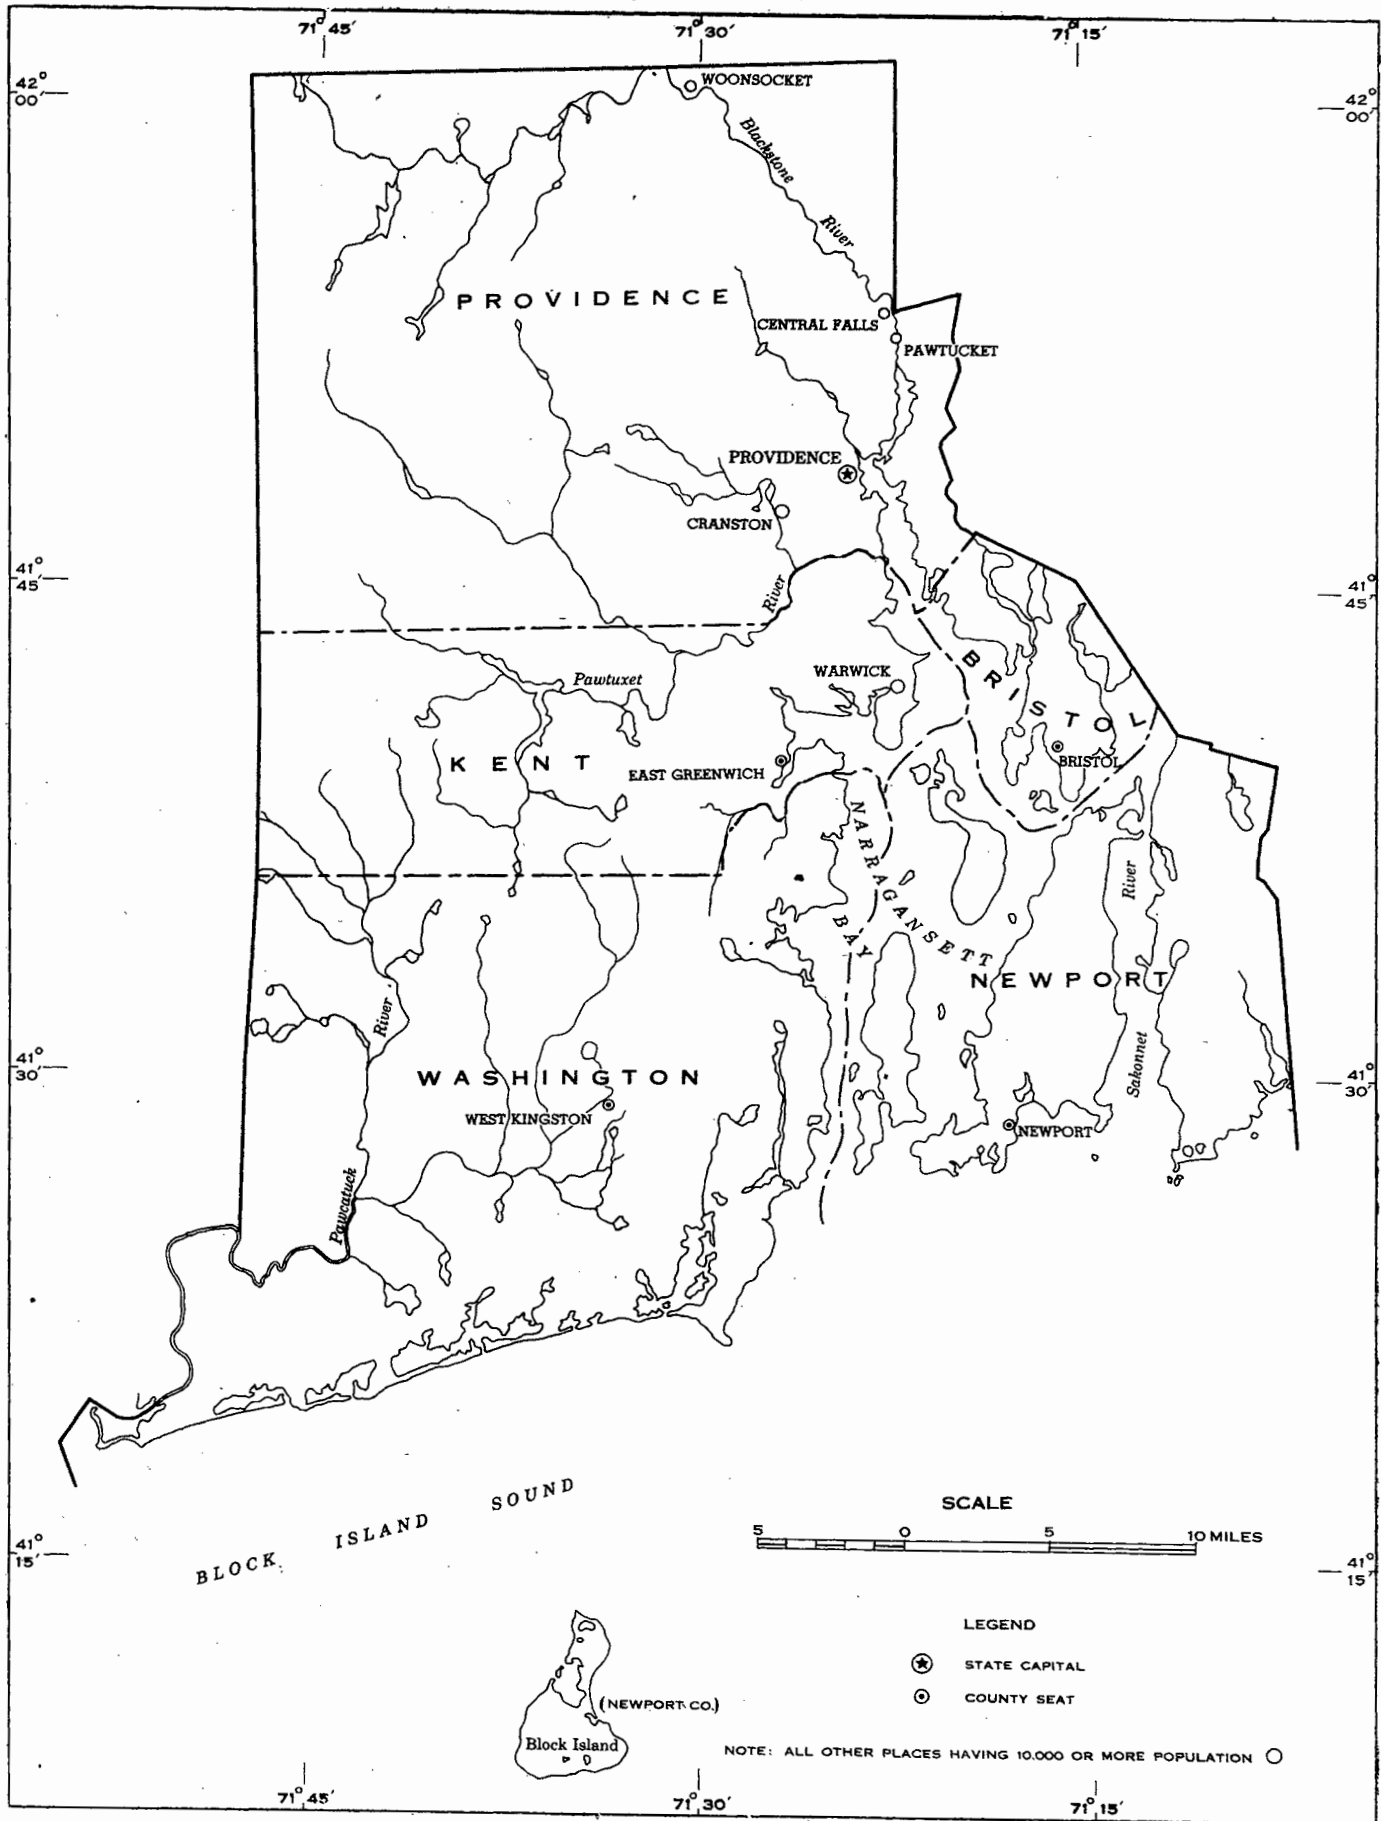 71° 45′
71° 30′
71° 15′
42° 00′
42° 00′
WOONSOCKET
Blackstone
River
PROVIDENCE
CENTRAL FALLS
PAWTUCKET
PROVIDENCE
CRANSTON
41° 45′
41° 45′
River
Pawtuxet
WARWICK
BRISTOL
BRISTOL
KENT
EAST GREENWICH
NARRAGANSETT
BAY
River
Sakonnet
NEWPORT
River
41° 30′
41° 30′
WASHINGTON
WEST KINGSTON
NEWPORT
Pawcatuck
BLOCK ISLAND SOUND
SCALE
5 0 5 10 MILES
41° 15′
41° 15′
LEGEND
STATE CAPITAL
COUNTY SEAT
(NEWPORT CO.)
Block Island
NOTE: ALL OTHER PLACES HAVING 10.000 OR MORE POPULATION
71° 45′
71° 30′
71° 15′